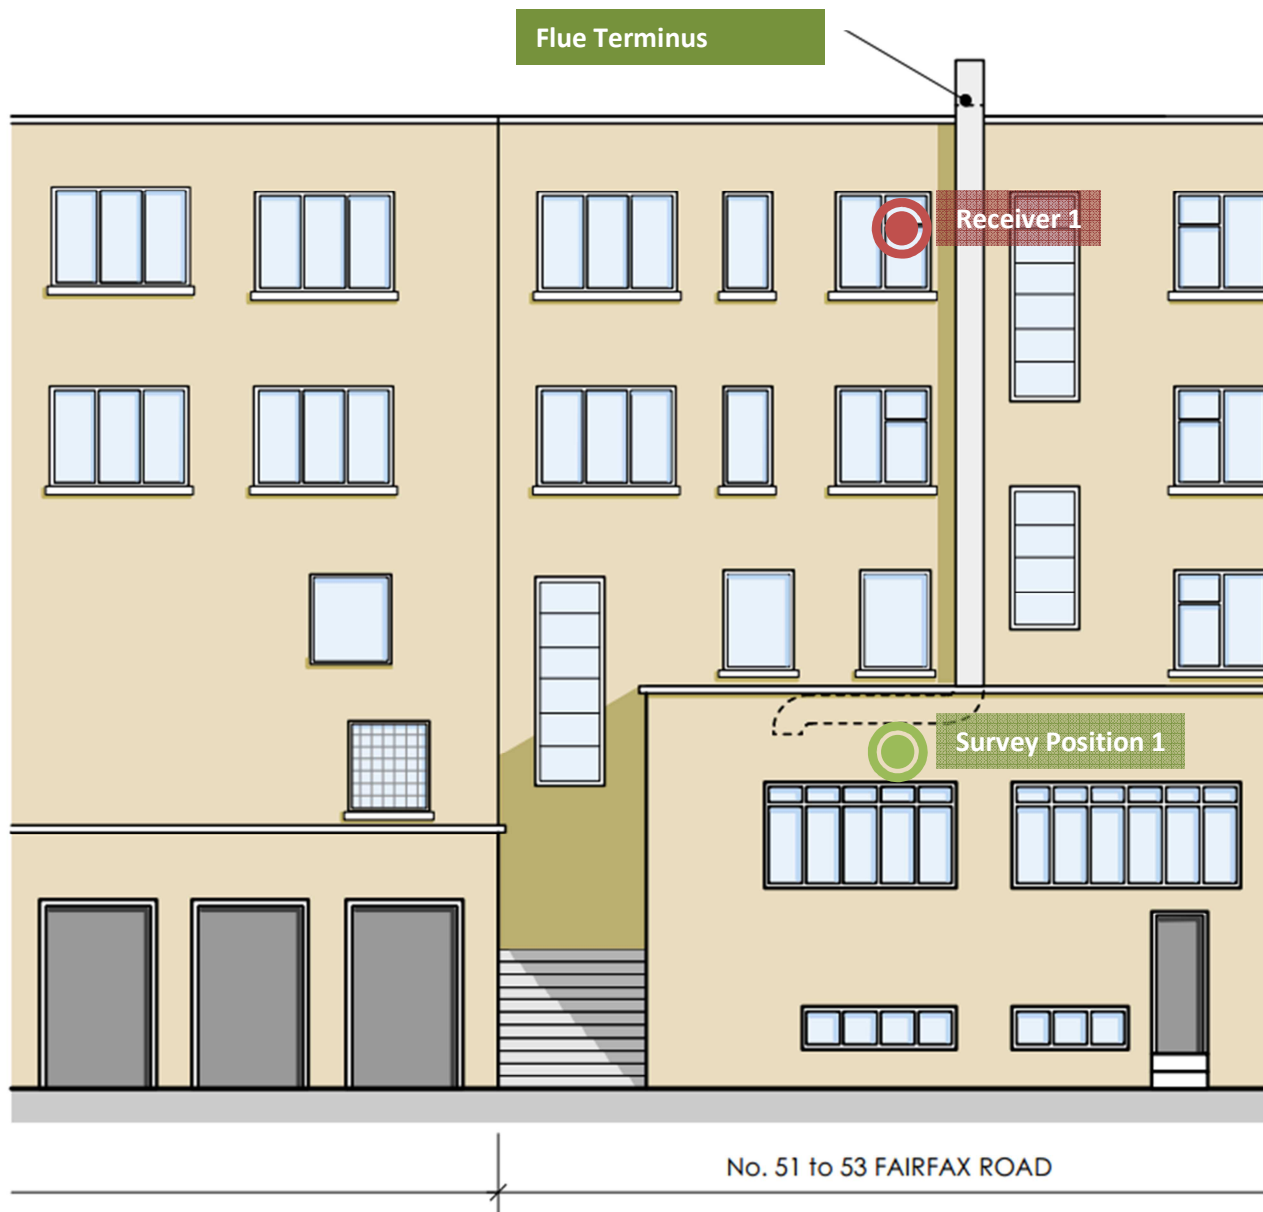 Flue Terminus
Receiver 1
Survey Position 1
No. 51 to 53 FAIRFAX ROAD